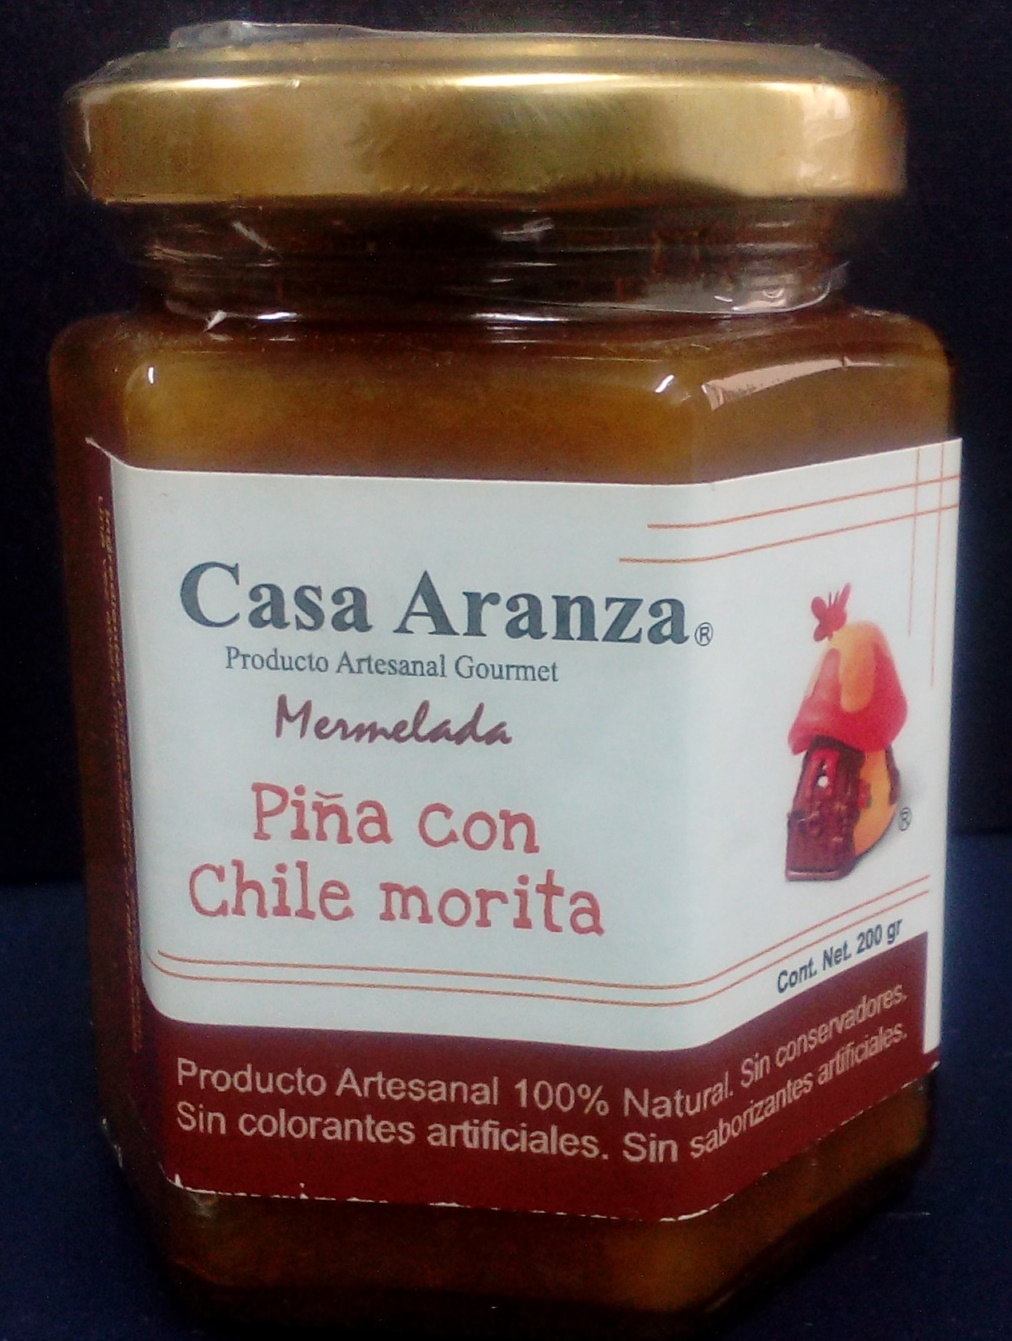 Casa Aranza®
Producto Artesanal Gourmet
Mermelada
Piña con
Chile morita
®
Cont. Net. 200 gr
Producto Artesanal 100% Natural. Sin conservadores.
Sin colorantes artificiales. Sin saborizantes artificiales.